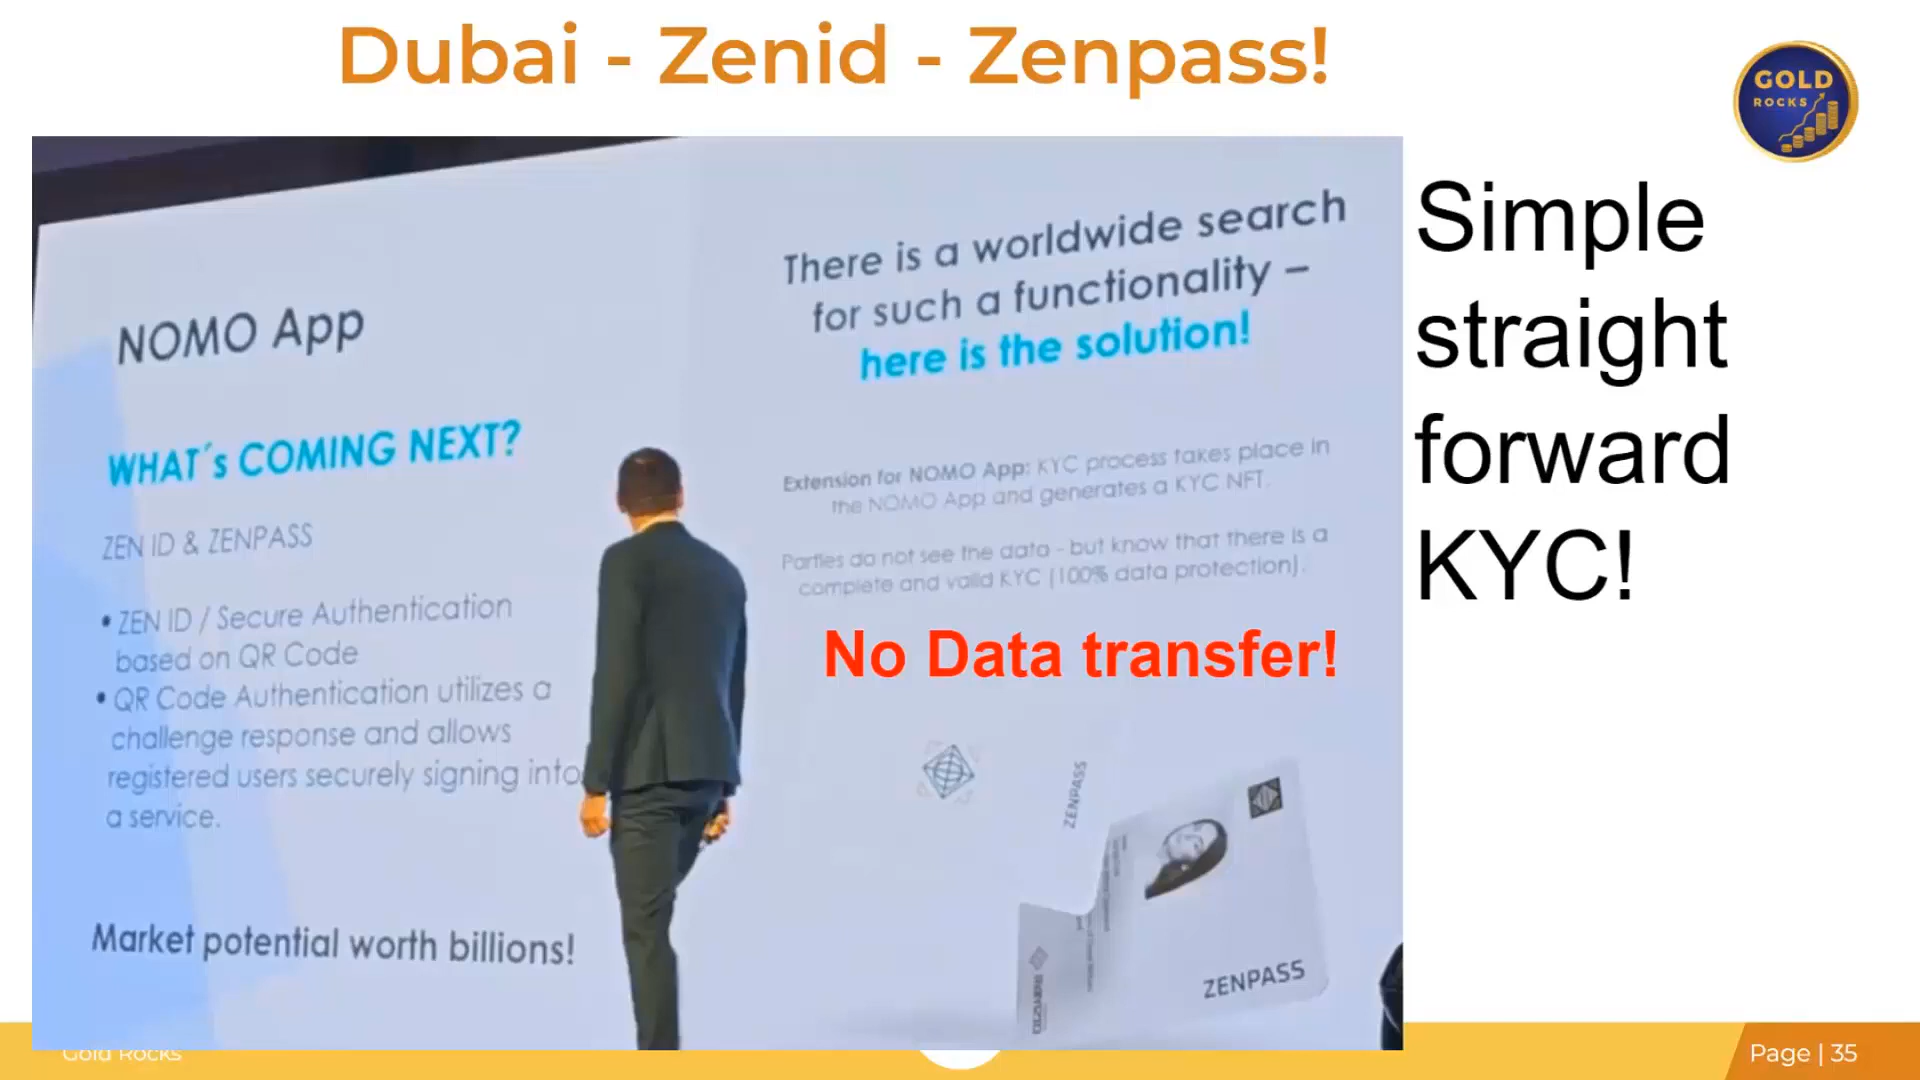 Dubai - Zenid - Zenpass!
GOLD
ROCKS
NOMO App
WHAT´s COMING NEXT?
ZEN ID & ZENPASS
• ZEN ID / Secure Authentication
based on QR Code
• QR Code Authentication utilizes a
challenge response and allows
registered users securely signing into
a service.
Market potential worth billions!
There is a worldwide search
for such a functionality –
here is the solution!
Extension for NOMO App: KYC process takes place in
the NOMO App and generates a KYC NFT.
Parties do not see the data - but know that there is a
complete and valid KYC (100% data protection).
No Data transfer!
ZENPASS
ZENPASS
Simple
straight
forward
KYC!
Gold Rocks
Page | 35